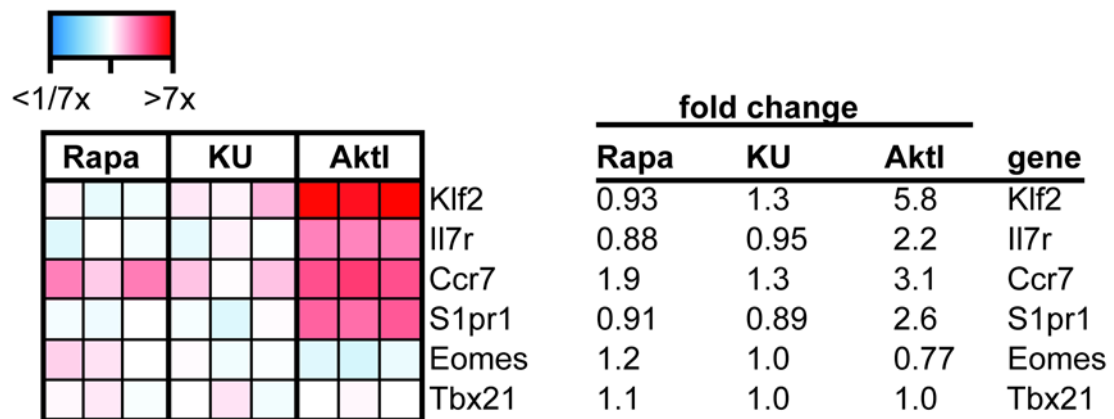 <1/7x >7x
fold change
Rapa KU AktI Rapa KU AktI gene
Klf2 0.93 1.3 5.8 Klf2
Il7r 0.88 0.95 2.2 Il7r
Ccr7 1.9 1.3 3.1 Ccr7
S1pr1 0.91 0.89 2.6 S1pr1
Eomes 1.2 1.0 0.77 Eomes
Tbx21 1.1 1.0 1.0 Tbx21